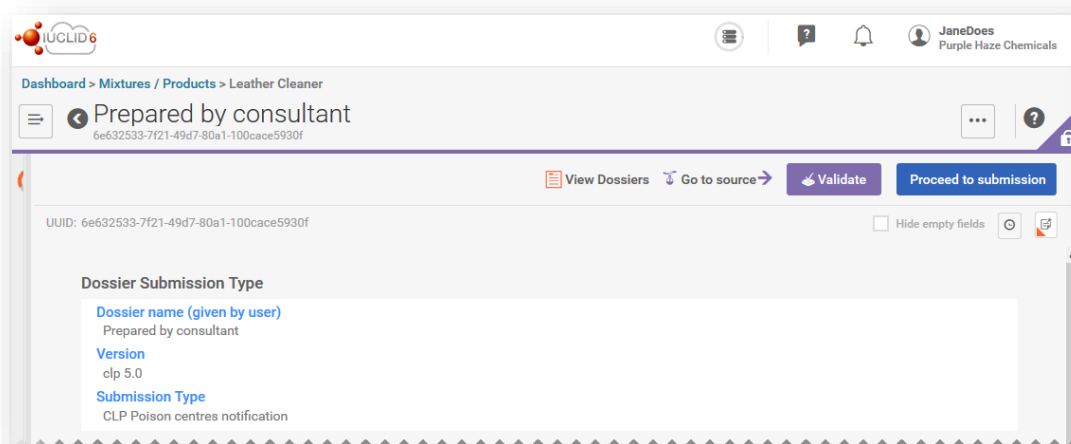 IUCLID6
JaneDoes
Purple Haze Chemicals
Dashboard > Mixtures / Products > Leather Cleaner
Prepared by consultant
6e632533-7f21-49d7-80a1-100cace5930f
View Dossiers Go to source Validate Proceed to submission
UUID: 6e632533-7f21-49d7-80a1-100cace5930f Hide empty fields
Dossier Submission Type
Dossier name (given by user)
Prepared by consultant
Version
clp 5.0
Submission Type
CLP Poison centres notification